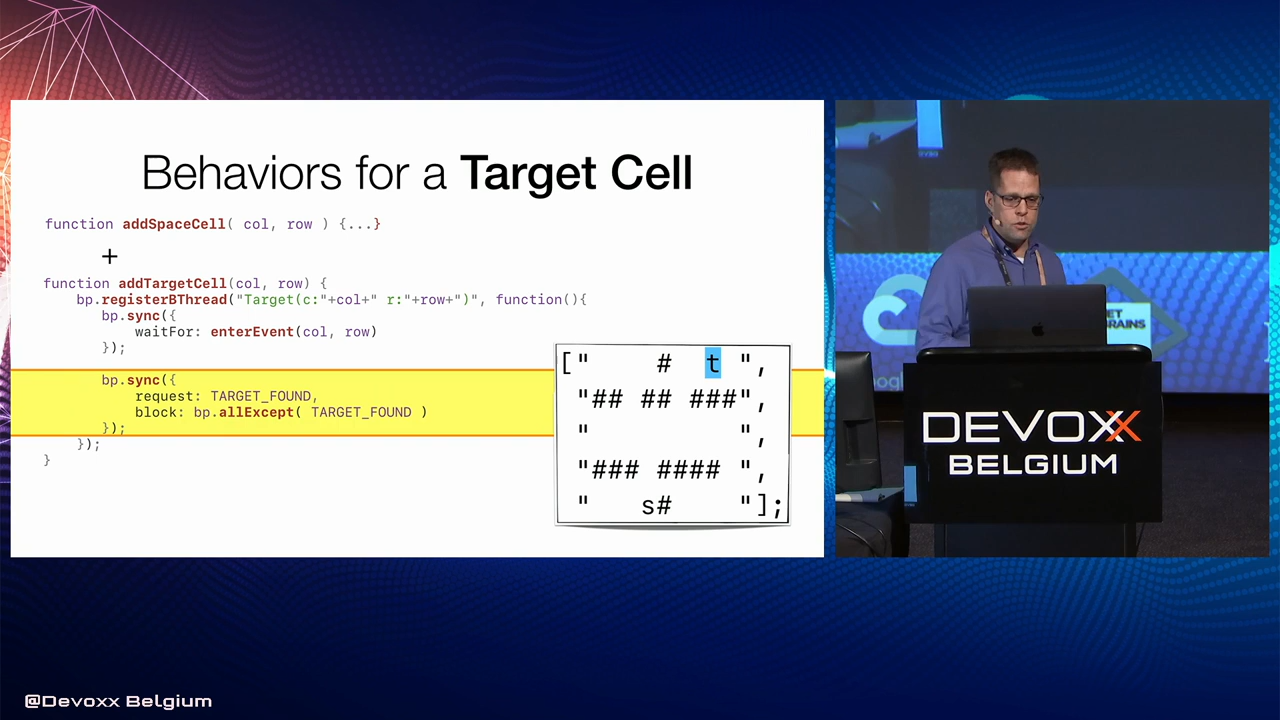 Behaviors for a Target Cell
function addSpaceCell( col, row ) {...}
+
function addTargetCell(col, row) {
bp.registerBThread("Target(c:"+col+" r:"+row+")", function(){
bp.sync({
waitFor: enterEvent(col, row)
});
bp.sync({
request: TARGET_FOUND,
block: bp.allExcept( TARGET_FOUND )
});
});
}
["    #  t ",
"## ## ###",
"         ",
"### #### ",
"   s#    "];
DEVOXX
BELGIUM
@Devoxx Belgium